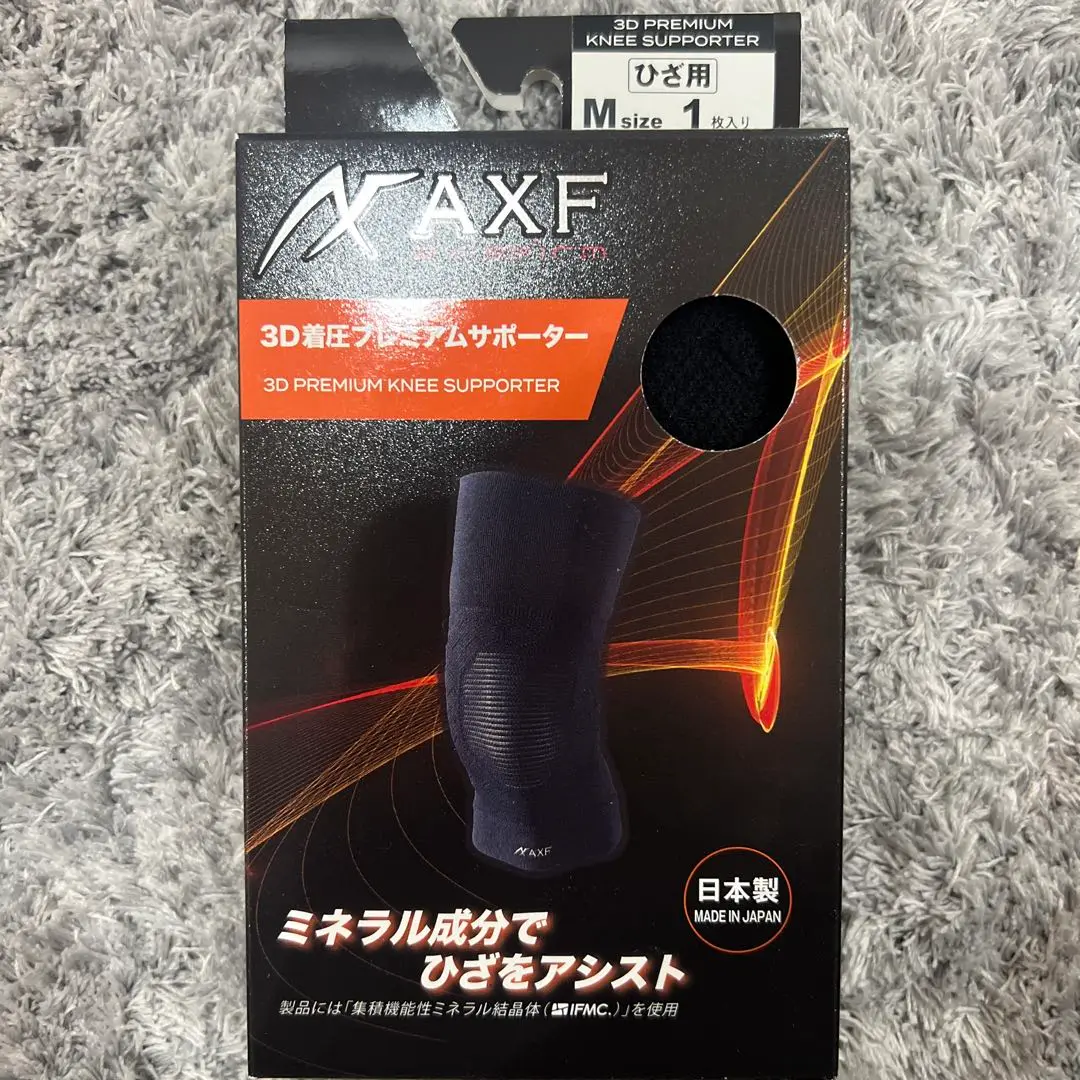 3D PREMIUM
KNEE SUPPORTER
ひざ用
M size 1 枚入り
AXF
3D着圧プレミアムサポーター
3D PREMIUM KNEE SUPPORTER
AXF
日本製
MADE IN JAPAN
ミネラル成分で
ひざをアシスト
製品には「集積機能性ミネラル結晶体(IFMC.)」を使用